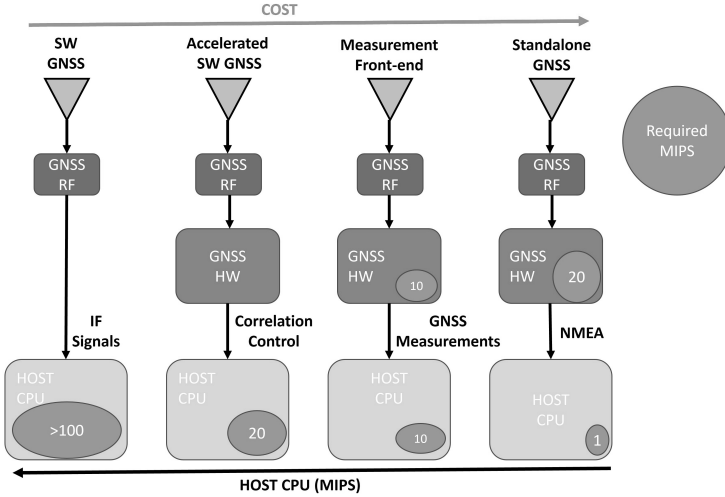 COST
SW
GNSS
Accelerated
SW GNSS
Measurement
Front-end
Standalone
GNSS
GNSS
RF
GNSS
RF
GNSS
RF
GNSS
RF
Required
MIPS
GNSS
HW
GNSS
HW
10
GNSS
HW
20
IF
Signals
Correlation
Control
GNSS
Measurements
NMEA
HOST
CPU
>100
HOST
CPU
20
HOST
CPU
10
HOST
CPU
1
HOST CPU (MIPS)